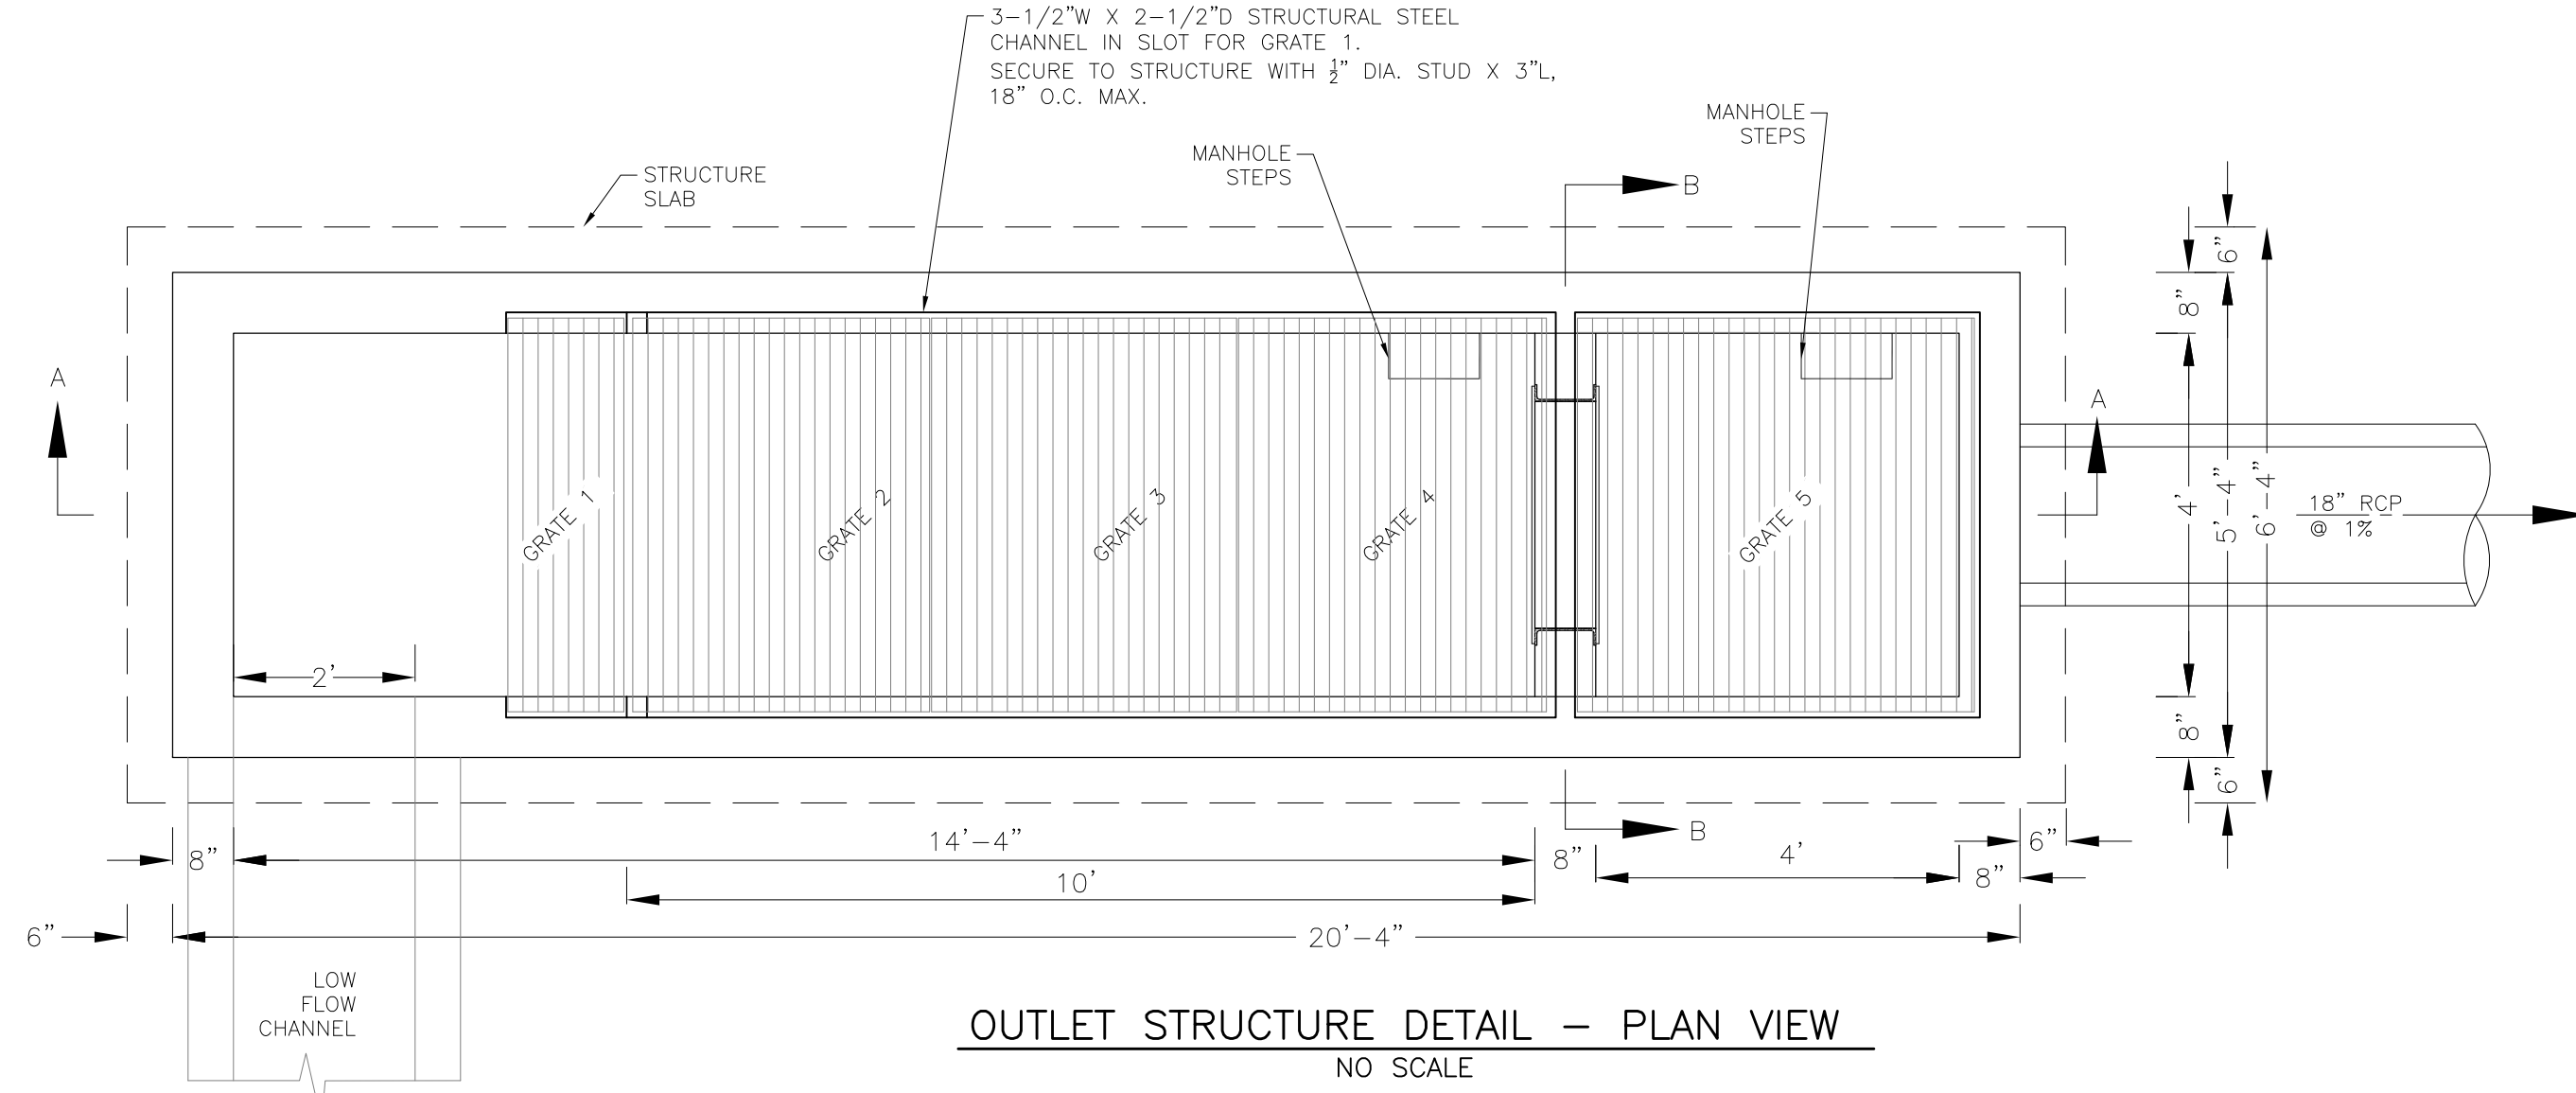 3-1/2"W X 2-1/2"D STRUCTURAL STEEL
CHANNEL IN SLOT FOR GRATE 1.
SECURE TO STRUCTURE WITH ½" DIA. STUD X 3"L,
18" O.C. MAX.
MANHOLE
STEPS
MANHOLE
STEPS
STRUCTURE
SLAB
B
A
A
GRATE 1
GRATE 2
GRATE 3
GRATE 4
GRATE 5
6"
8"
4'
5'-4"
6'-4"
18" RCP
@ 1%
2'
8"
6"
B
8"
14'-4"
8"
4'
6"
8"
10'
6"
20'-4"
LOW
FLOW
CHANNEL
OUTLET STRUCTURE DETAIL - PLAN VIEW
NO SCALE